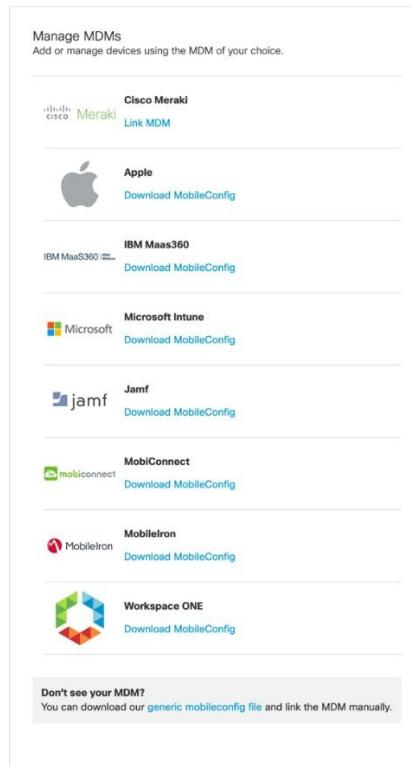 Manage MDMs
Add or manage devices using the MDM of your choice.
cisco Meraki
Cisco Meraki
Link MDM
Apple
Download MobileConfig
IBM MaaS360
IBM Maas360
Download MobileConfig
Microsoft
Microsoft Intune
Download MobileConfig
jamf
Jamf
Download MobileConfig
mobiconnect
MobiConnect
Download MobileConfig
MobileIron
MobileIron
Download MobileConfig
Workspace ONE
Download MobileConfig
Don't see your MDM?
You can download our generic mobileconfig file and link the MDM manually.